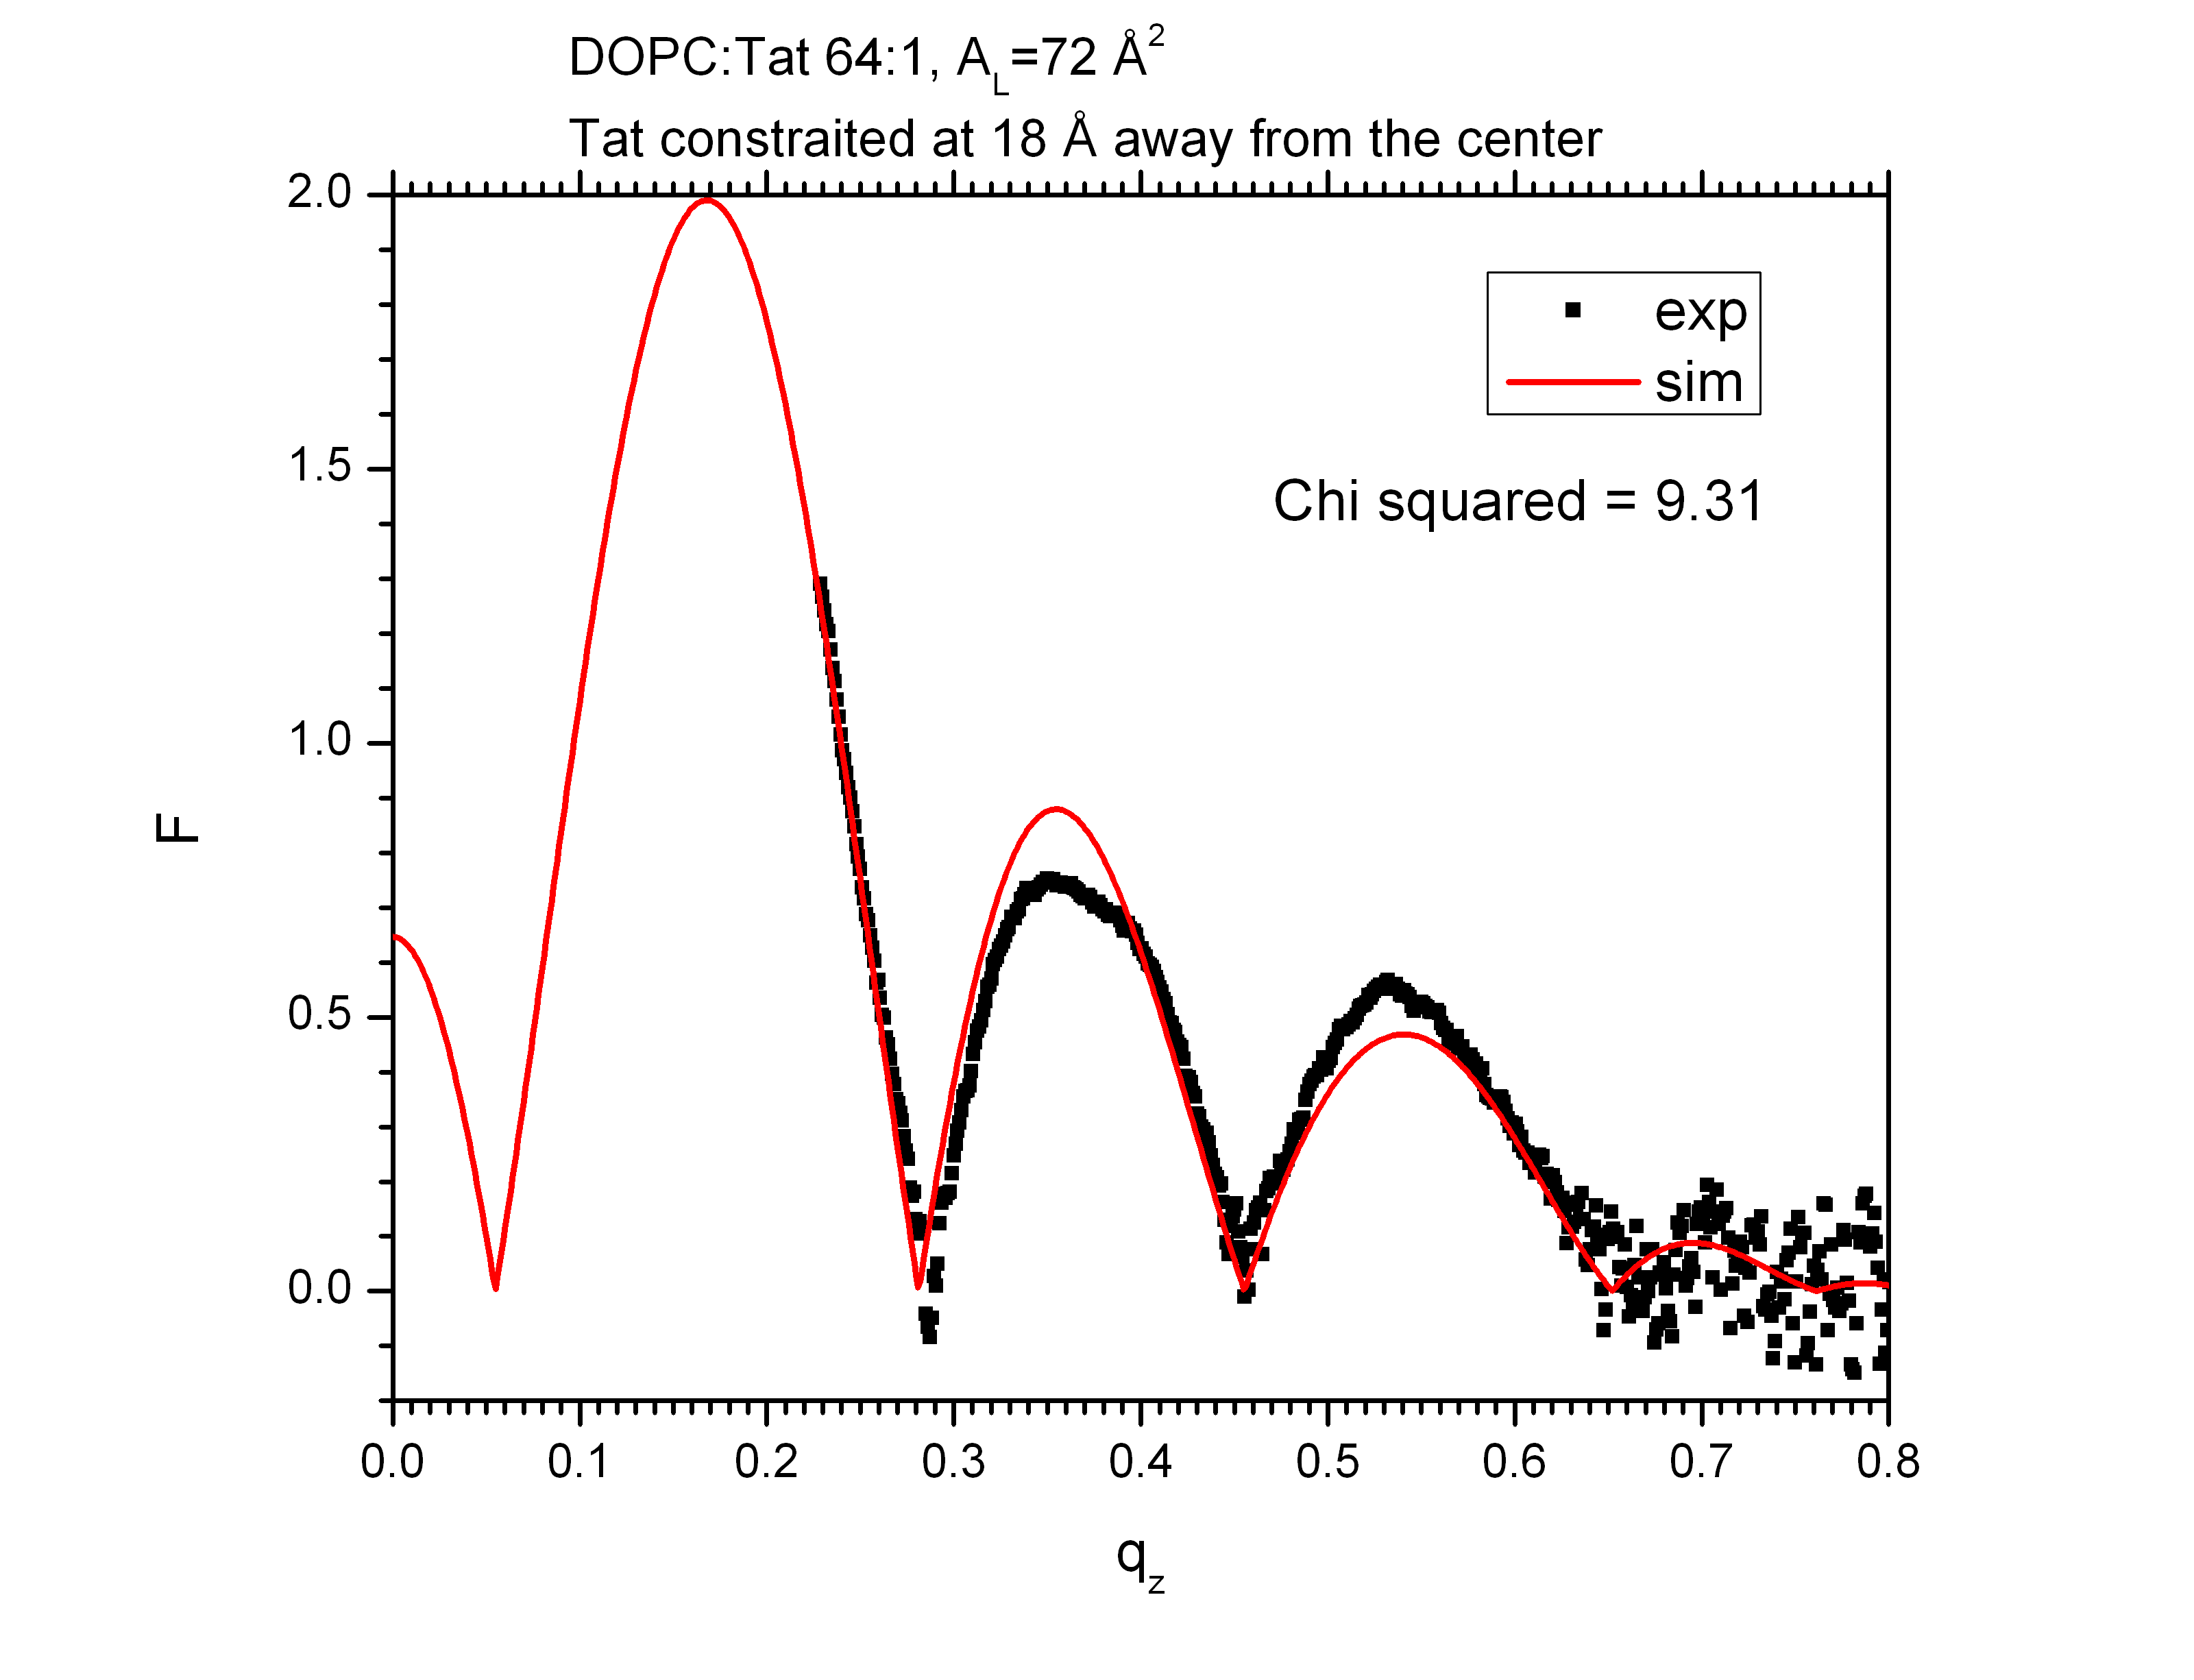 DOPC:Tat 64:1, A_L=72 Å²
Tat constraited at 18 Å away from the center
2.0
1.5
1.0
0.5
0.0
F
exp
sim
Chi squared = 9.31
0.0 0.1 0.2 0.3 0.4 0.5 0.6 0.7 0.8
q_z